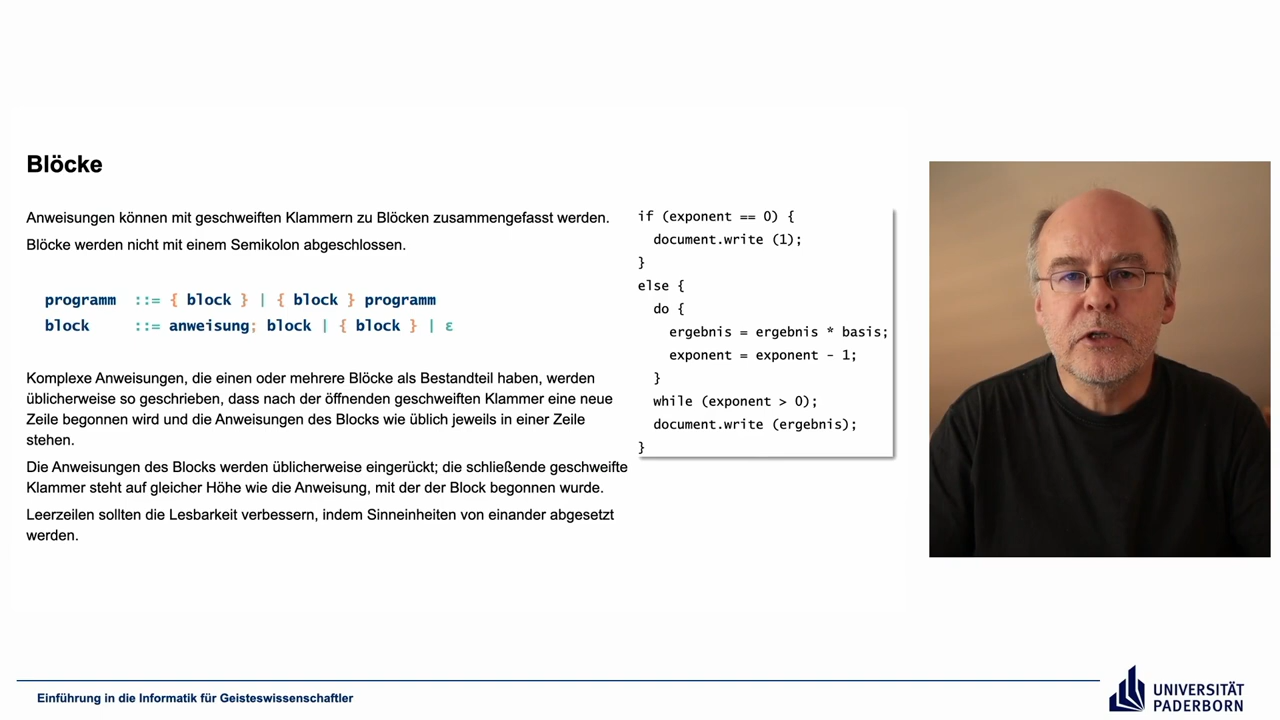 Blöcke
Anweisungen können mit geschweiften Klammern zu Blöcken zusammengefasst werden.
Blöcke werden nicht mit einem Semikolon abgeschlossen.
programm ::= { block } | { block } programm
block ::= anweisung; block | { block } | ε
Komplexe Anweisungen, die einen oder mehrere Blöcke als Bestandteil haben, werden
üblicherweise so geschrieben, dass nach der öffnenden geschweiften Klammer eine neue
Zeile begonnen wird und die Anweisungen des Blocks wie üblich jeweils in einer Zeile
stehen.
Die Anweisungen des Blocks werden üblicherweise eingerückt; die schließende geschweifte
Klammer steht auf gleicher Höhe wie die Anweisung, mit der der Block begonnen wurde.
Leerzeilen sollten die Lesbarkeit verbessern, indem Sinneinheiten von einander abgesetzt
werden.
if (exponent == 0) {
  document.write (1);
}
else {
  do {
    ergebnis = ergebnis * basis;
    exponent = exponent - 1;
  }
  while (exponent > 0);
  document.write (ergebnis);
}
Einführung in die Informatik für Geisteswissenschaftler
UNIVERSITÄT
PADERBORN